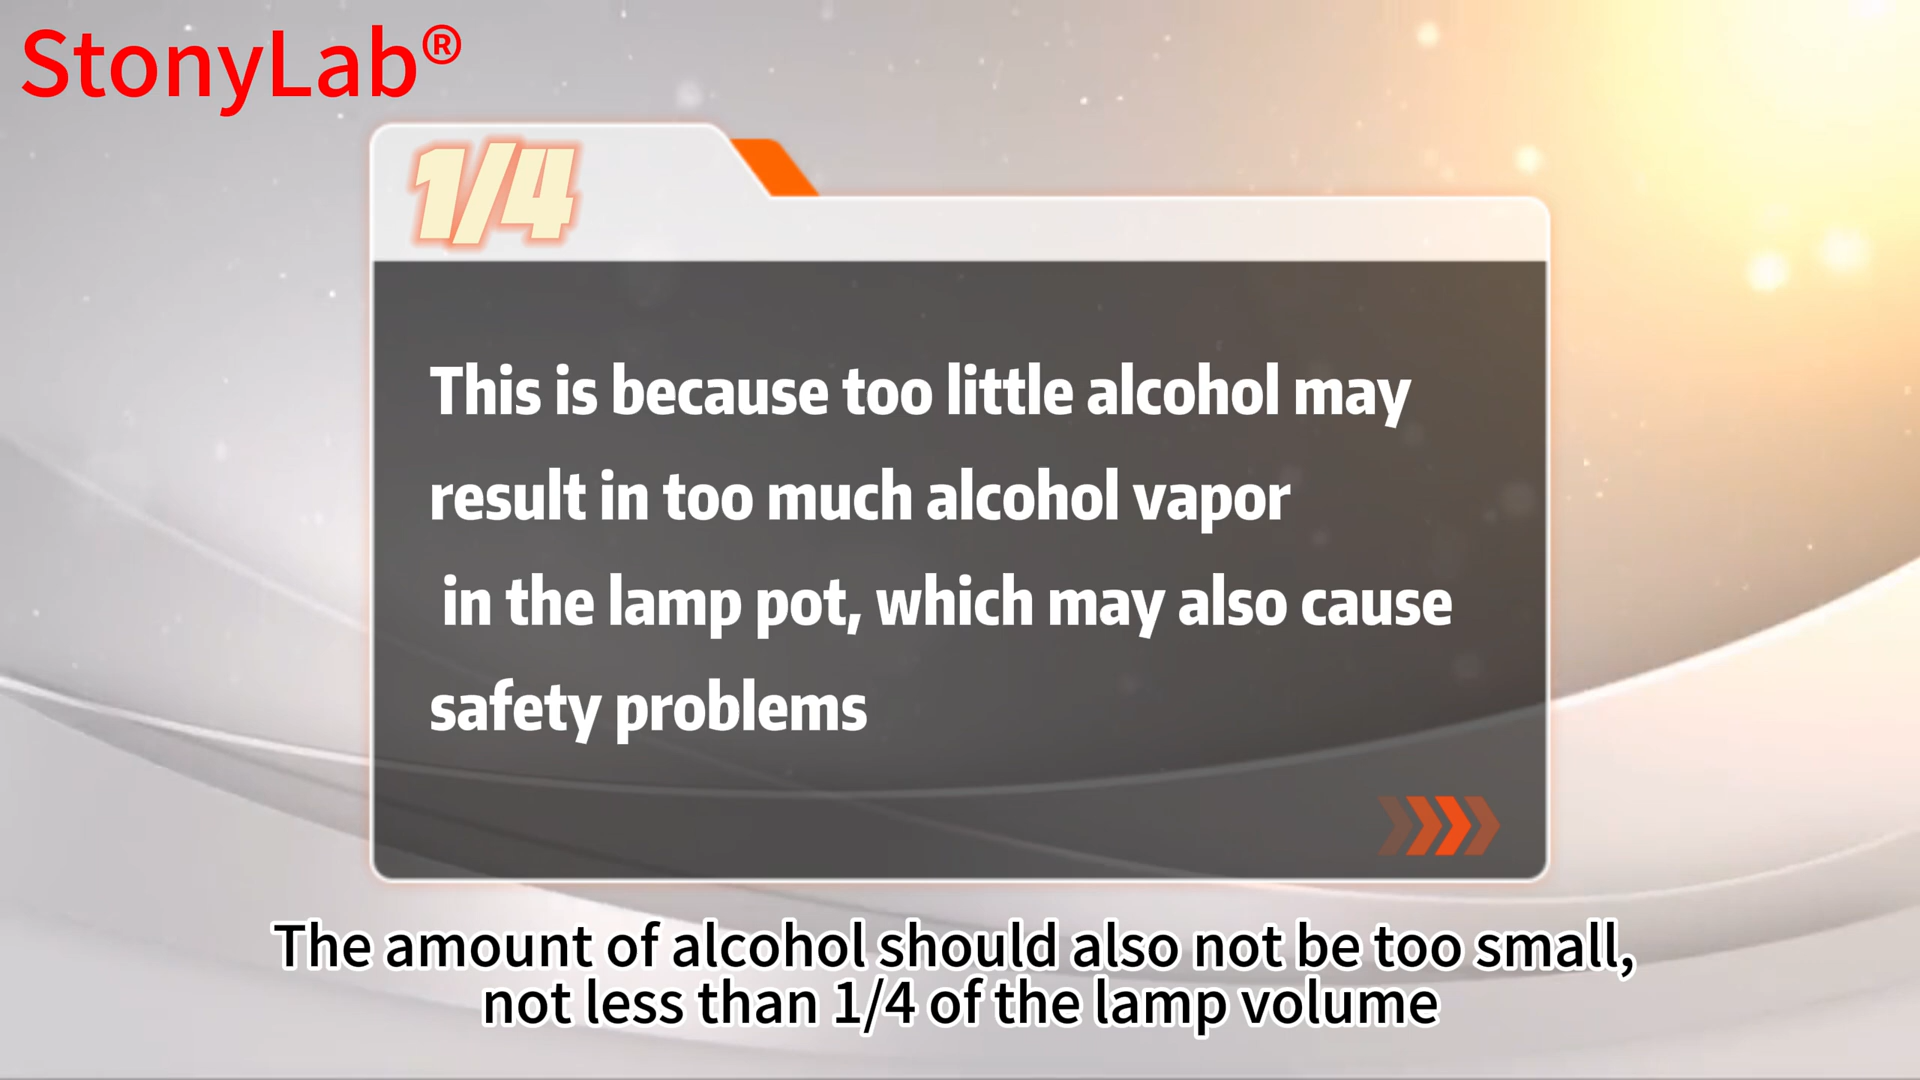 StonyLab®
1/4
This is because too little alcohol may
result in too much alcohol vapor
in the lamp pot, which may also cause
safety problems
The amount of alcohol should also not be too small,
not less than 1/4 of the lamp volume